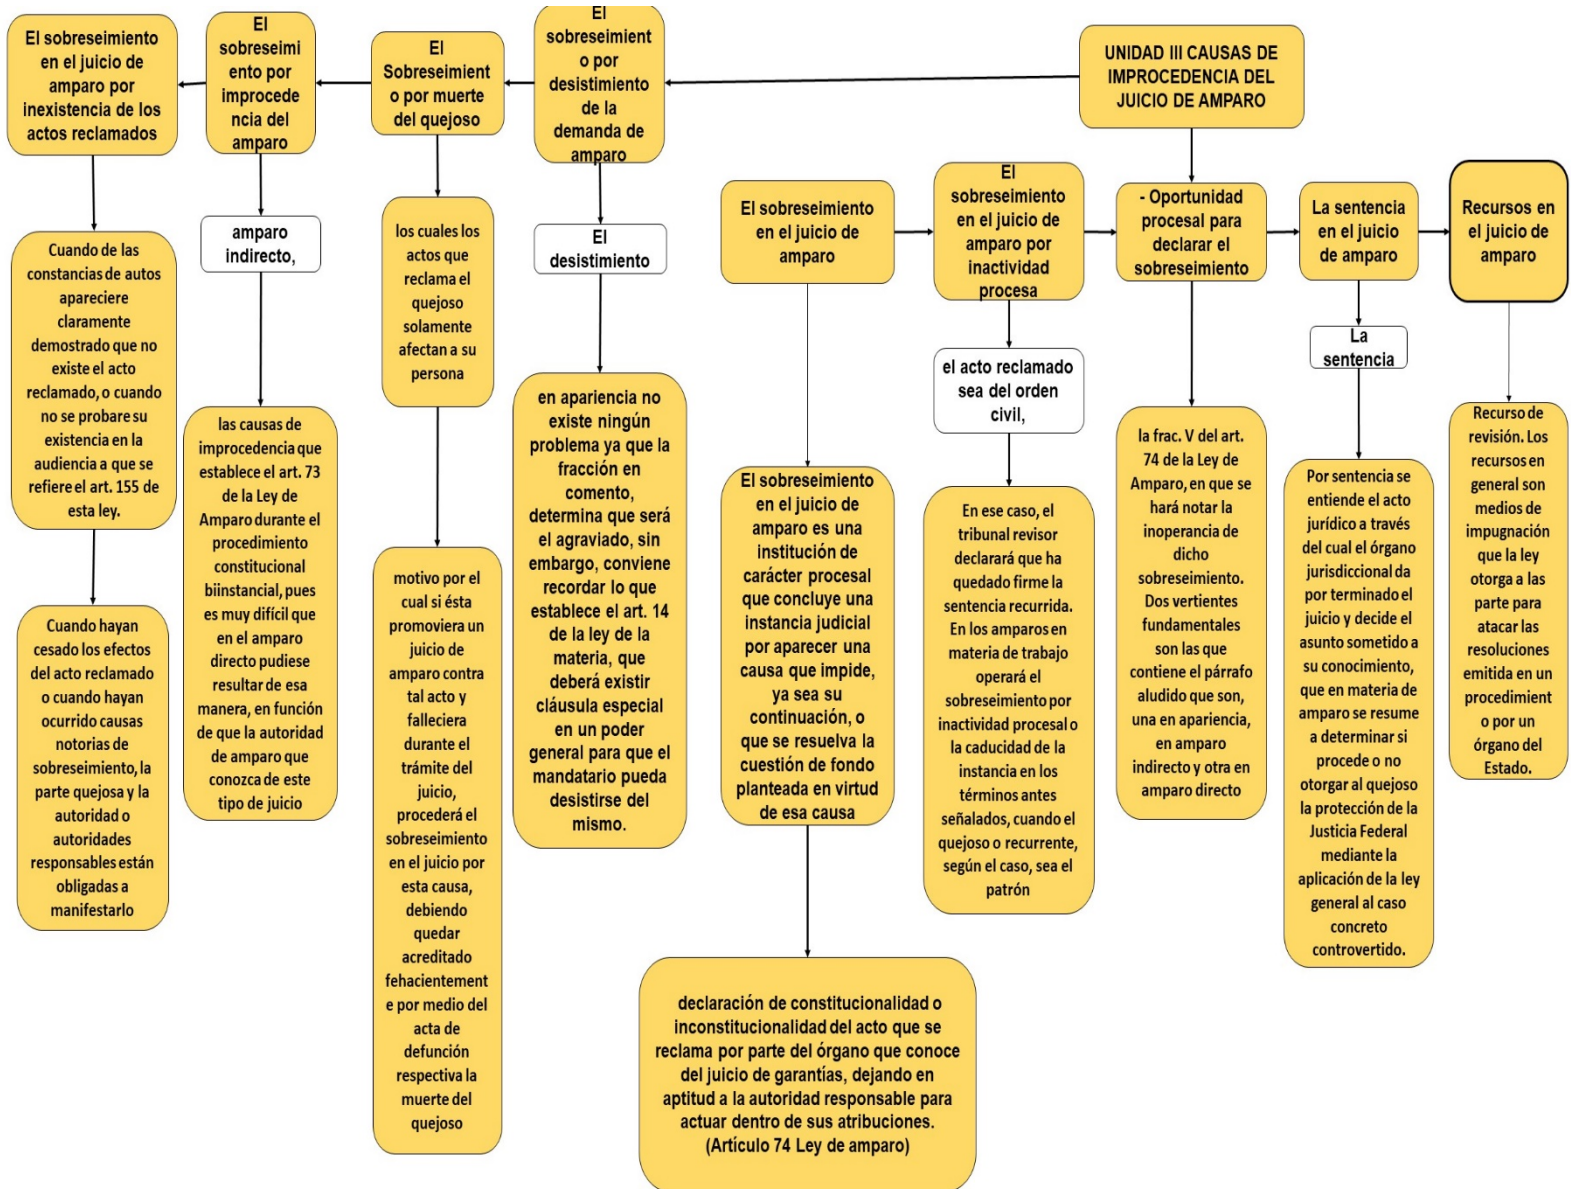 UNIDAD III CAUSAS DE
IMPROCEDENCIA DEL
JUICIO DE AMPARO
El
sobreseimient
o por
desistimiento
de la
demanda de
amparo
El
desistimiento
en apariencia no
existe ningún
problema ya que la
fracción en
comento,
determina que será
el agraviado, sin
embargo, conviene
recordar lo que
establece el art. 14
de la ley de la
materia, que
deberá existir
cláusula especial
en un poder
general para que el
mandatario pueda
desistirse del
mismo.
El
Sobreseimient
o por muerte
del quejoso
los cuales los
actos que
reclama el
quejoso
solamente
afectan a su
persona
motivo por el
cual si ésta
promoviera un
juicio de
amparo contra
tal acto y
falleciera
durante el
trámite del
juicio,
procederá el
sobreseimiento
en el juicio por
esta causa,
debiendo
quedar
acreditado
fehacientement
e por medio del
acta de
defunción
respectiva la
muerte del
quejoso
El
sobreseimi
ento por
improcede
ncia del
amparo
amparo
indirecto,
las causas de
improcedencia que
establece el art. 73
de la Ley de
Amparo durante el
procedimiento
constitucional
biinstancial, pues
es muy difícil que
en el amparo
directo pudiese
resultar de esa
manera, en función
de que la autoridad
de amparo que
conozca de este
tipo de juicio
El sobreseimiento
en el juicio de
amparo por
inexistencia de los
actos reclamados
Cuando de las
constancias de autos
apareciere
claramente
demostrado que no
existe el acto
reclamado, o cuando
no se probare su
existencia en la
audiencia a que se
refiere el art. 155 de
esta ley.
Cuando hayan
cesado los efectos
del acto reclamado
o cuando hayan
ocurrido causas
notorias de
sobreseimiento, la
parte quejosa y la
autoridad o
autoridades
responsables están
obligadas a
manifestarlo
El sobreseimiento
en el juicio de
amparo
El sobreseimiento
en el juicio de
amparo es una
institución de
carácter procesal
que concluye una
instancia judicial
por aparecer una
causa que impide,
ya sea su
continuación, o
que se resuelva la
cuestión de fondo
planteada en virtud
de esa causa
declaración de constitucionalidad o
inconstitucionalidad del acto que se
reclama por parte del órgano que conoce
del juicio de garantías, dejando en
aptitud a la autoridad responsable para
actuar dentro de sus atribuciones.
(Artículo 74 Ley de amparo)
El
sobreseimiento
en el juicio de
amparo por
inactividad
procesa
el acto reclamado
sea del orden
civil,
En ese caso, el
tribunal revisor
declarará que ha
quedado firme la
sentencia recurrida.
En los amparos en
materia de trabajo
operará el
sobreseimiento por
inactividad procesal o
la caducidad de la
instancia en los
términos antes
señalados, cuando el
quejoso o recurrente,
según el caso, sea el
patrón
- Oportunidad
procesal para
declarar el
sobreseimiento
la frac. V del art.
74 de la Ley de
Amparo, en que se
hará notar la
inoperancia de
dicho
sobreseimiento.
Dos vertientes
fundamentales
son las que
contiene el párrafo
aludido que son,
una en apariencia,
en amparo
indirecto y otra en
amparo directo
La sentencia
en el juicio
de amparo
La
sentencia
Por sentencia se
entiende el acto
jurídico a través
del cual el órgano
jurisdiccional da
por terminado el
juicio y decide el
asunto sometido a
su conocimiento,
que en materia de
amparo se resume
a determinar si
procede o no
otorgar al quejoso
la protección de la
Justicia Federal
mediante la
aplicación de la ley
general al caso
concreto
controvertido.
Recursos en
el juicio de
amparo
Recurso de
revisión. Los
recursos en
general son
medios de
impugnación
que la ley
otorga a las
parte para
atacar las
resoluciones
emitida en un
procedimient
o por un
órgano del
Estado.